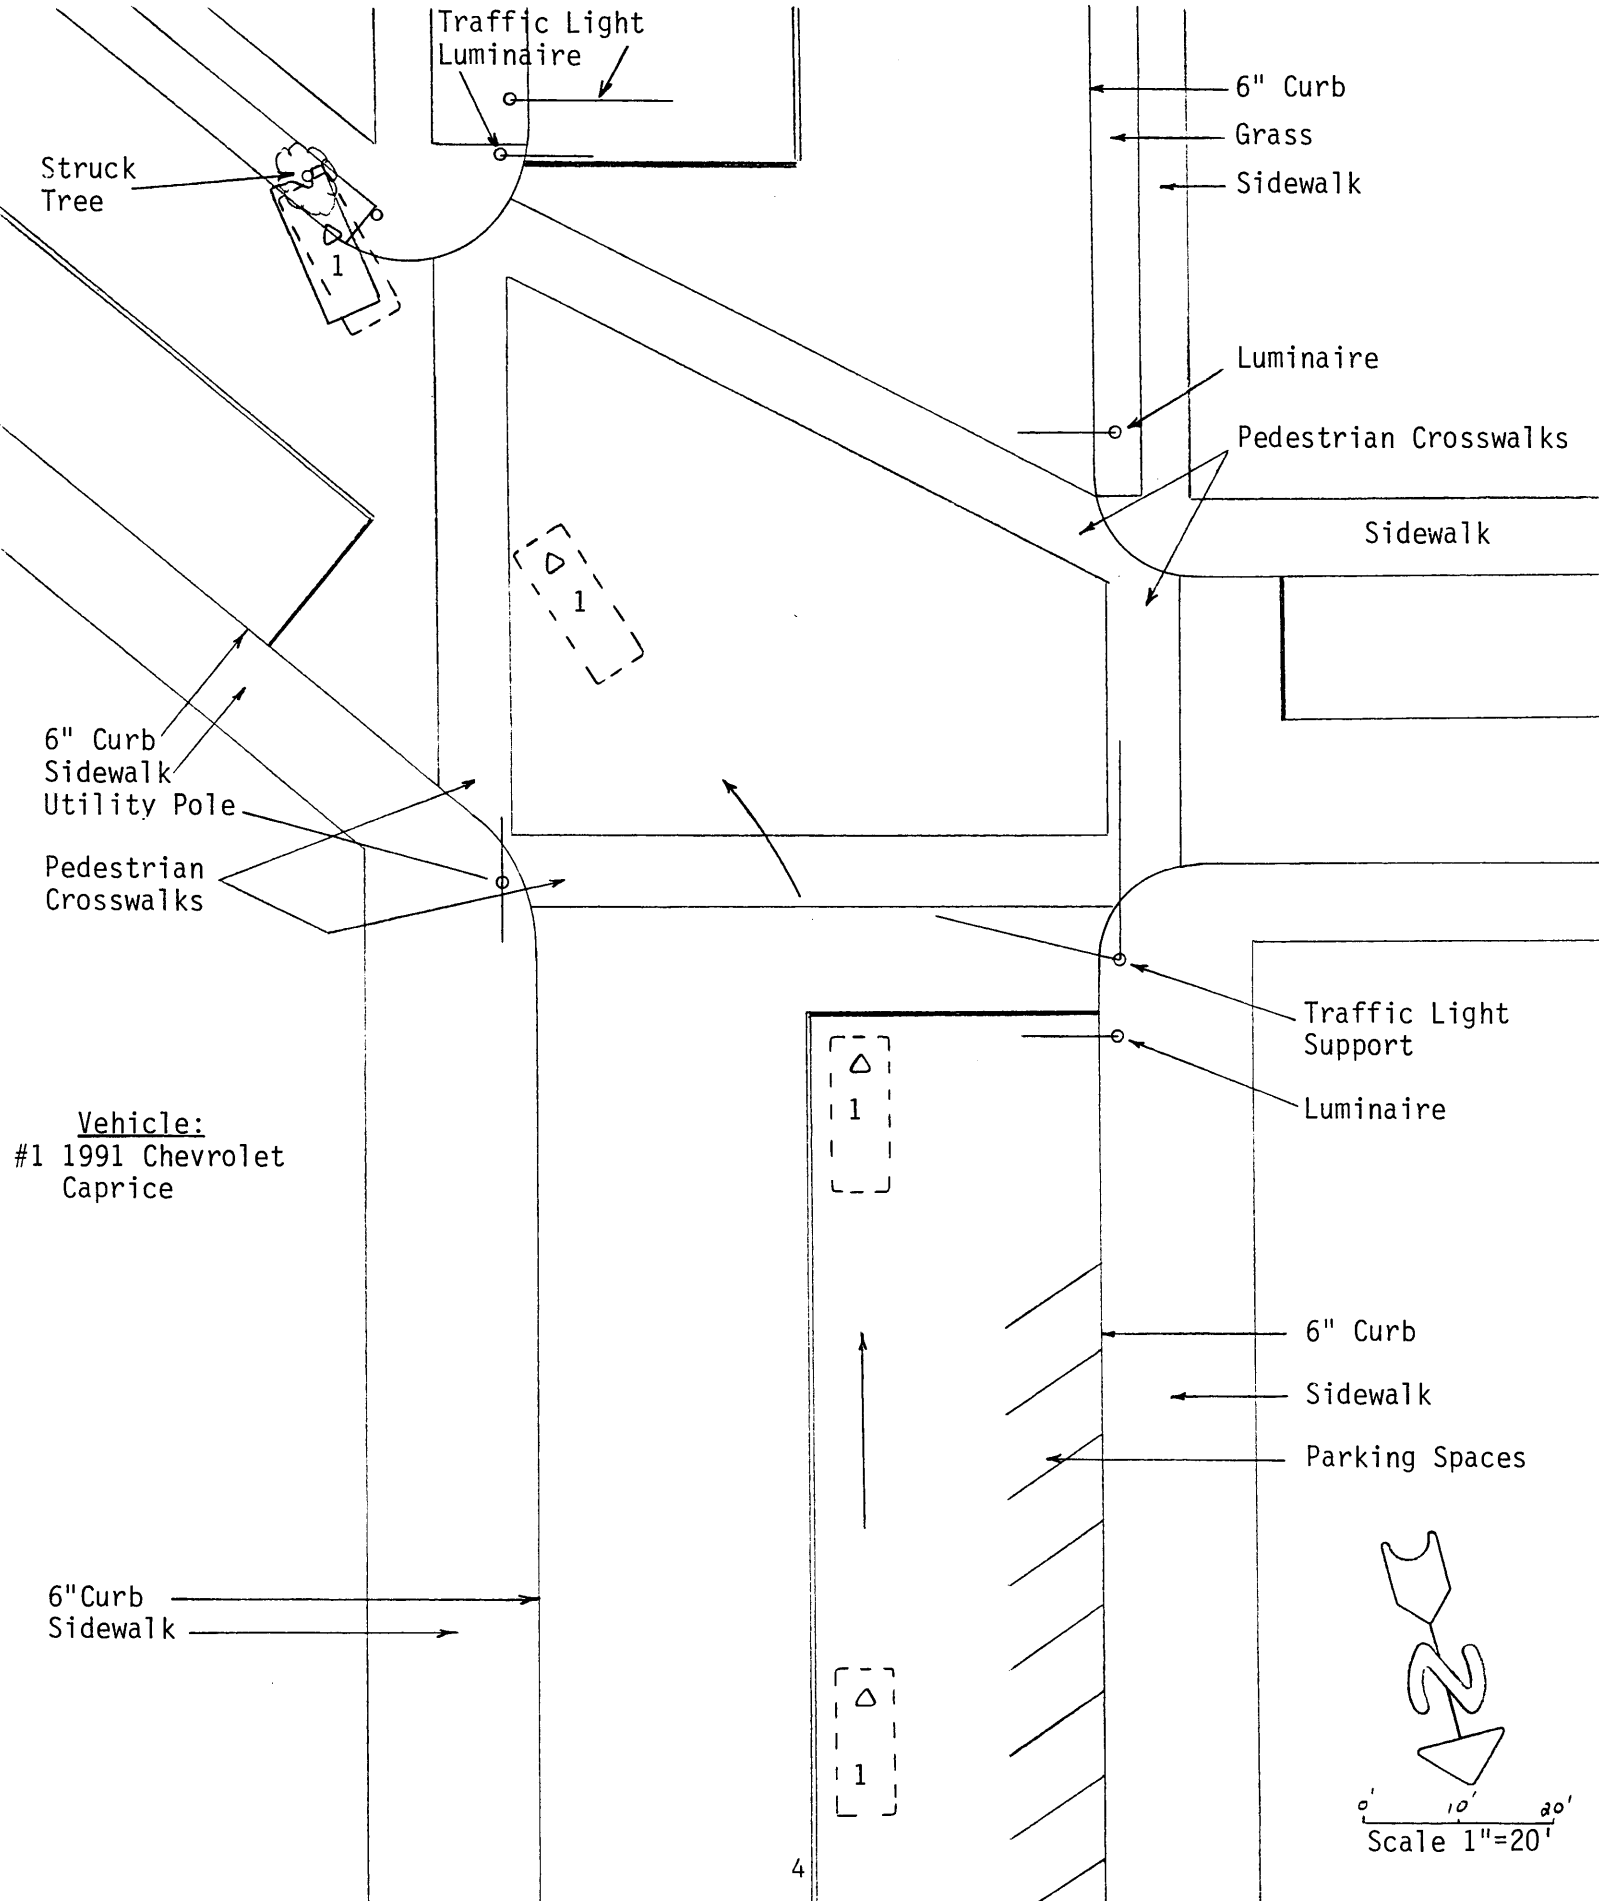 Traffic Light
Luminaire
6" Curb
Grass
Struck
Tree
Sidewalk
1
Luminaire
Pedestrian Crosswalks
Sidewalk
1
6" Curb
Sidewalk
Utility Pole
Pedestrian
Crosswalks
Traffic Light
Support
1
Luminaire
Vehicle:
#1 1991 Chevrolet
Caprice
6" Curb
Sidewalk
Parking Spaces
6"Curb
Sidewalk
N
1
0' 10' 20'
Scale 1"=20'
4